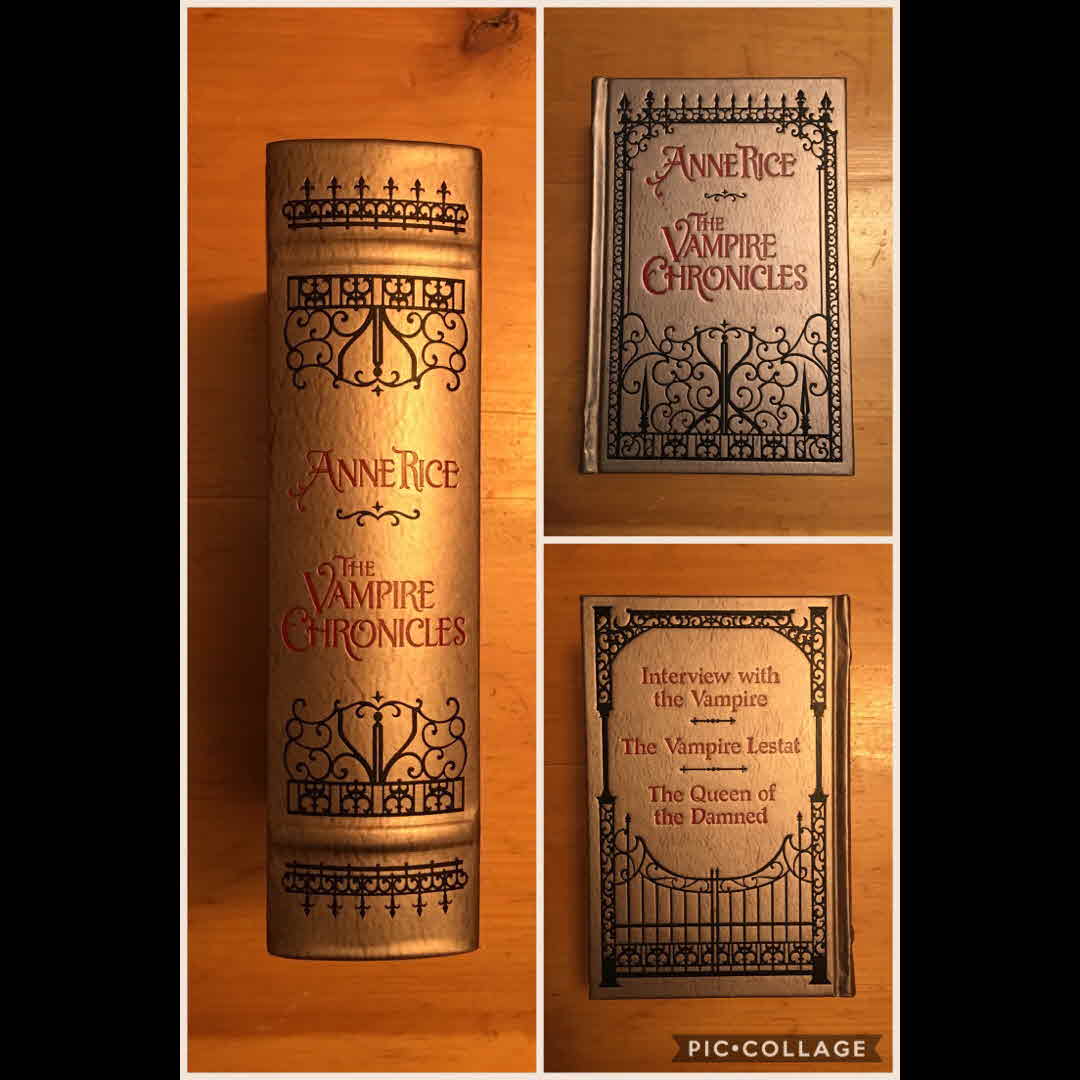 ANNE RICE
THE
VAMPIRE
CHRONICLES
ANNE RICE
THE
VAMPIRE
CHRONICLES
Interview with
the Vampire
The Vampire Lestat
The Queen of
the Damned
PIC•COLLAGE